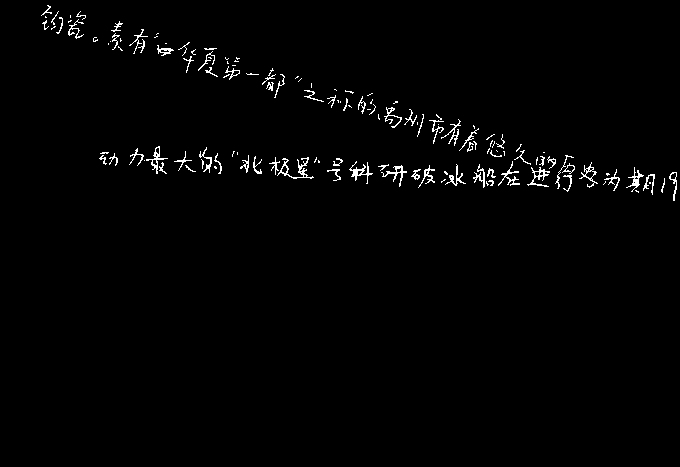 钧瓷。素有“华夏第一都”之称的禹州市有着悠久的历
动力最大的“北极星”号科研破冰船在进行为期19